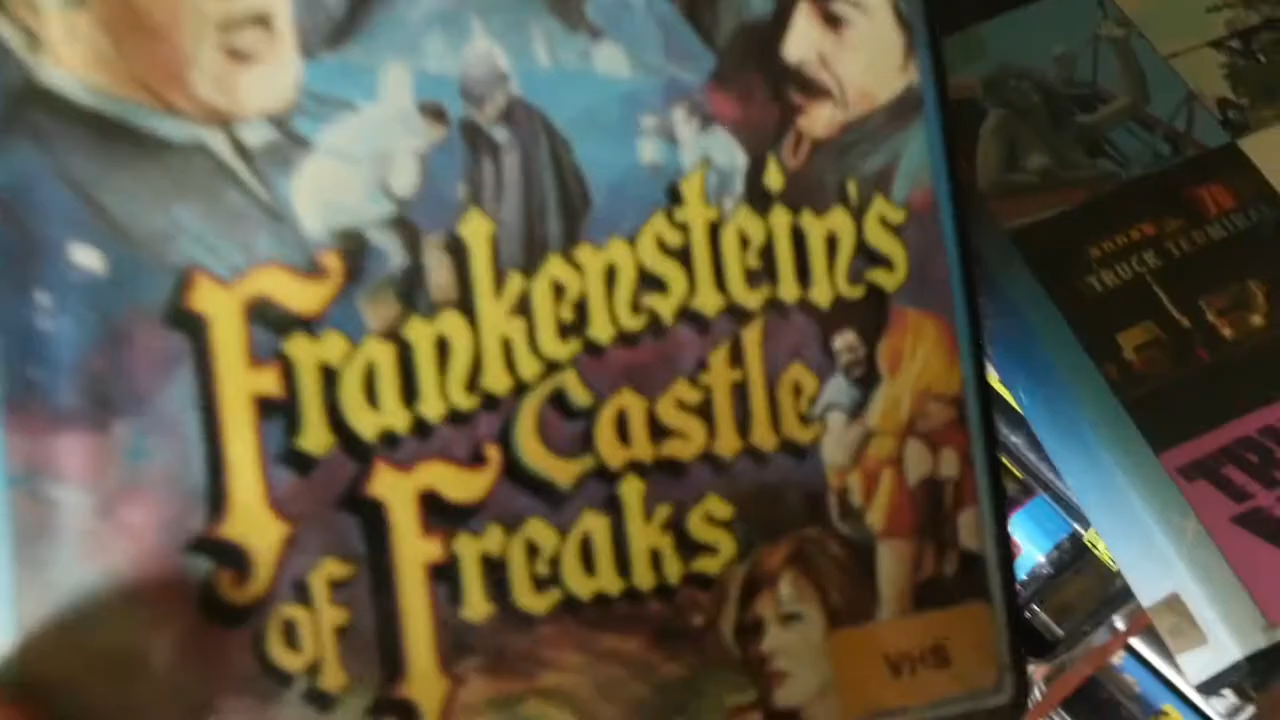 Frankenstein's
Castle
of Freaks
VHS
TRUCK TERMINAL